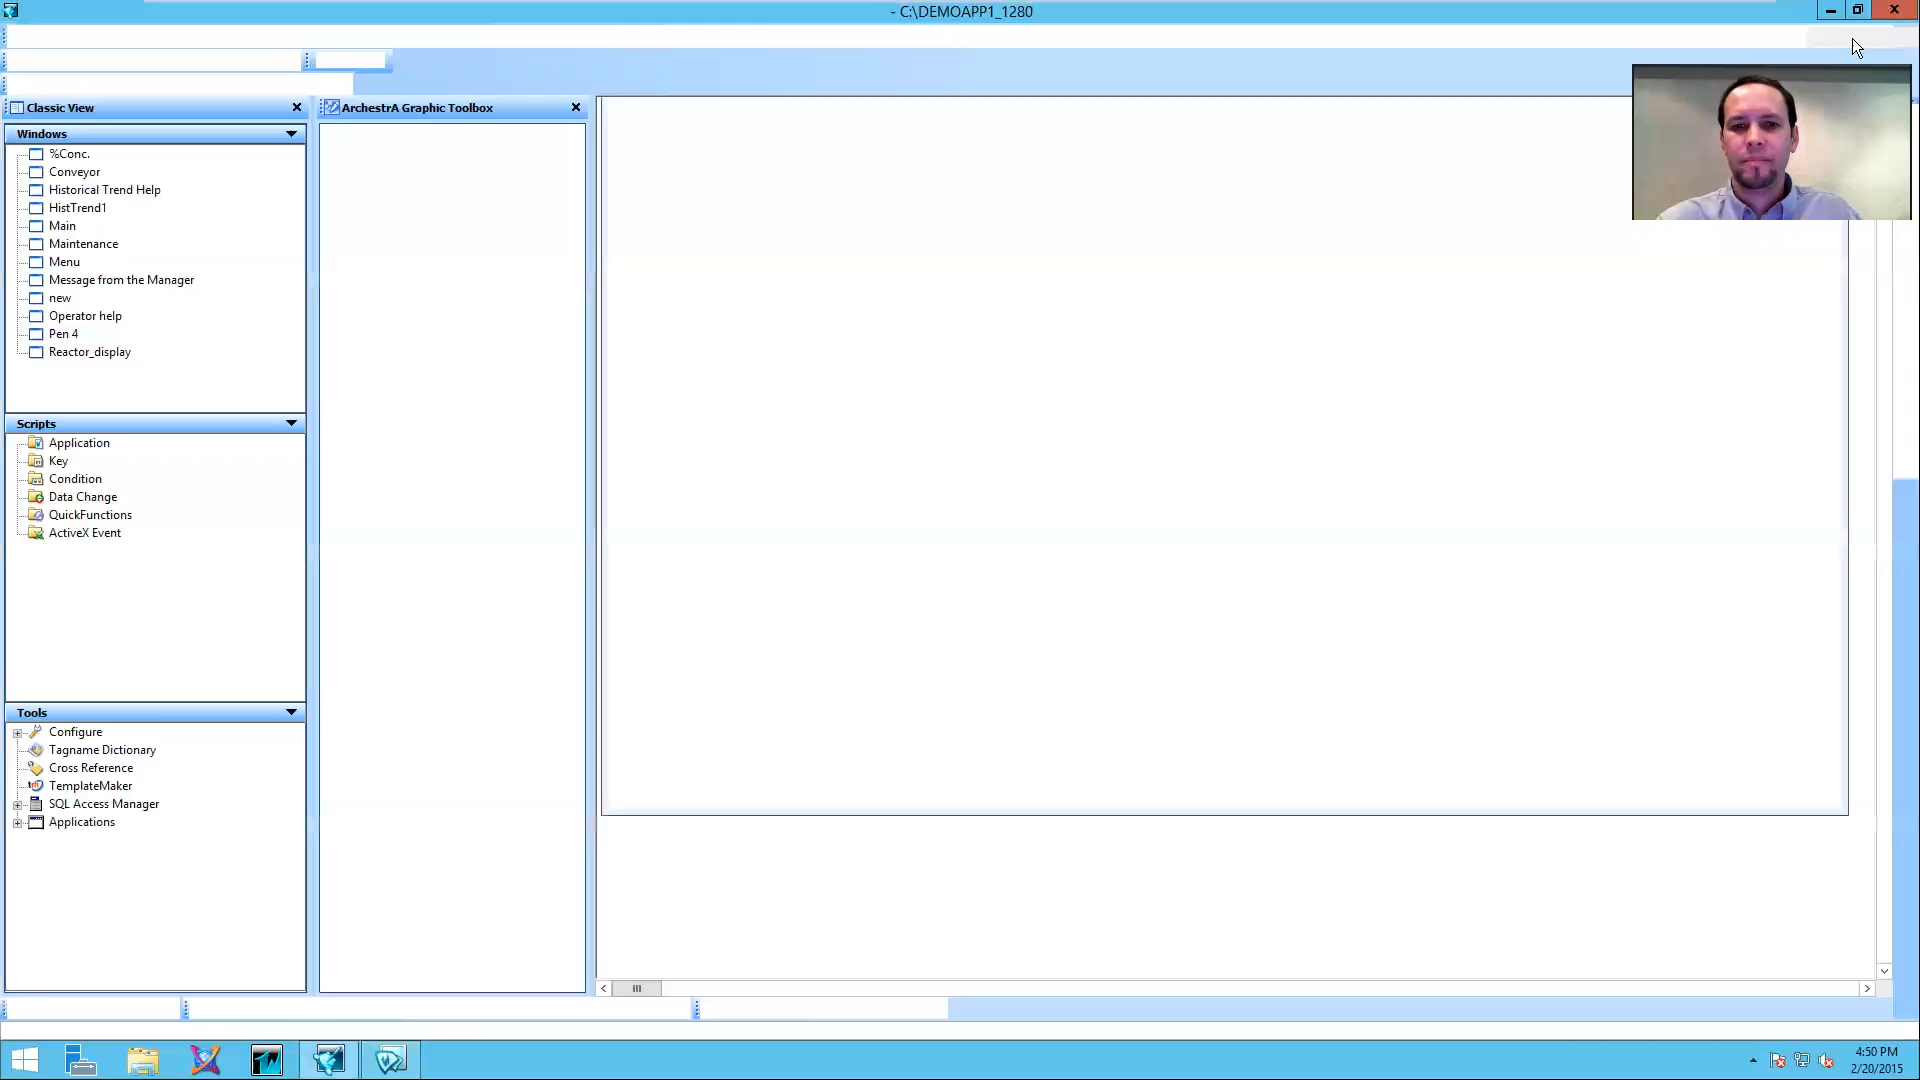 - C:\DEMOAPP1_1280
Classic View
Windows
%Conc.
Conveyor
Historical Trend Help
HistTrend1
Main
Maintenance
Menu
Message from the Manager
new
Operator help
Pen 4
Reactor_display
Scripts
Application
Key
Condition
Data Change
QuickFunctions
ActiveX Event
Tools
Configure
Tagname Dictionary
Cross Reference
TemplateMaker
SQL Access Manager
Applications
ArchestrA Graphic Toolbox
4:50 PM
2/20/2015